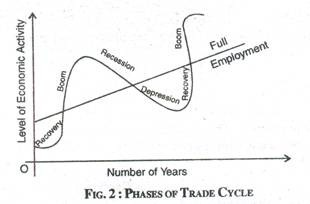 Level of Economic Activity
Boom
Full
Employment
Boom
Recession
Depression
Recovery
Recovery
O
Number of Years
FIG. 2 : PHASES OF TRADE CYCLE